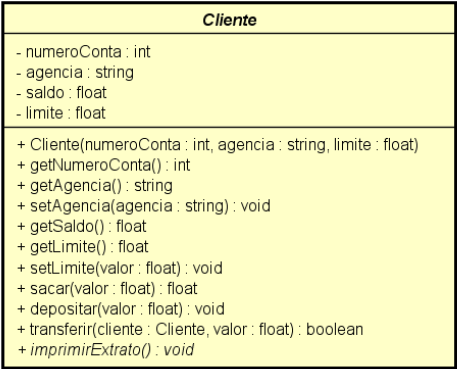 Cliente
- numeroConta : int
- agencia : string
- saldo : float
- limite : float
+ Cliente(numeroConta : int, agencia : string, limite : float)
+ getNumeroConta() : int
+ getAgencia() : string
+ setAgencia(agencia : string) : void
+ getSaldo() : float
+ getLimite() : float
+ setLimite(valor : float) : void
+ sacar(valor : float) : float
+ depositar(valor : float) : void
+ transferir(cliente : Cliente, valor : float) : boolean
+ imprimirExtrato() : void